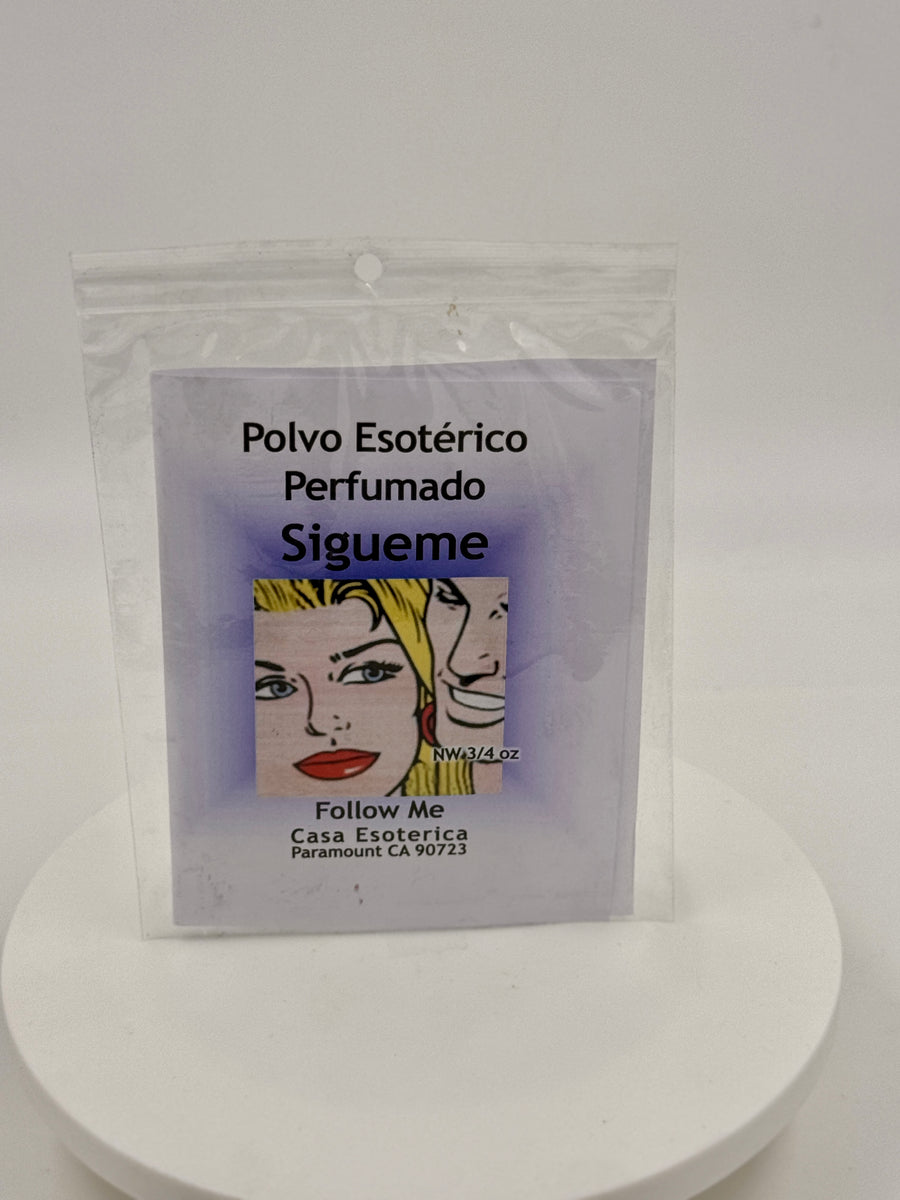 Polvo Esotérico
Perfumado
Sigueme
NW 3/4 oz
Follow Me
Casa Esoterica
Paramount CA 90723